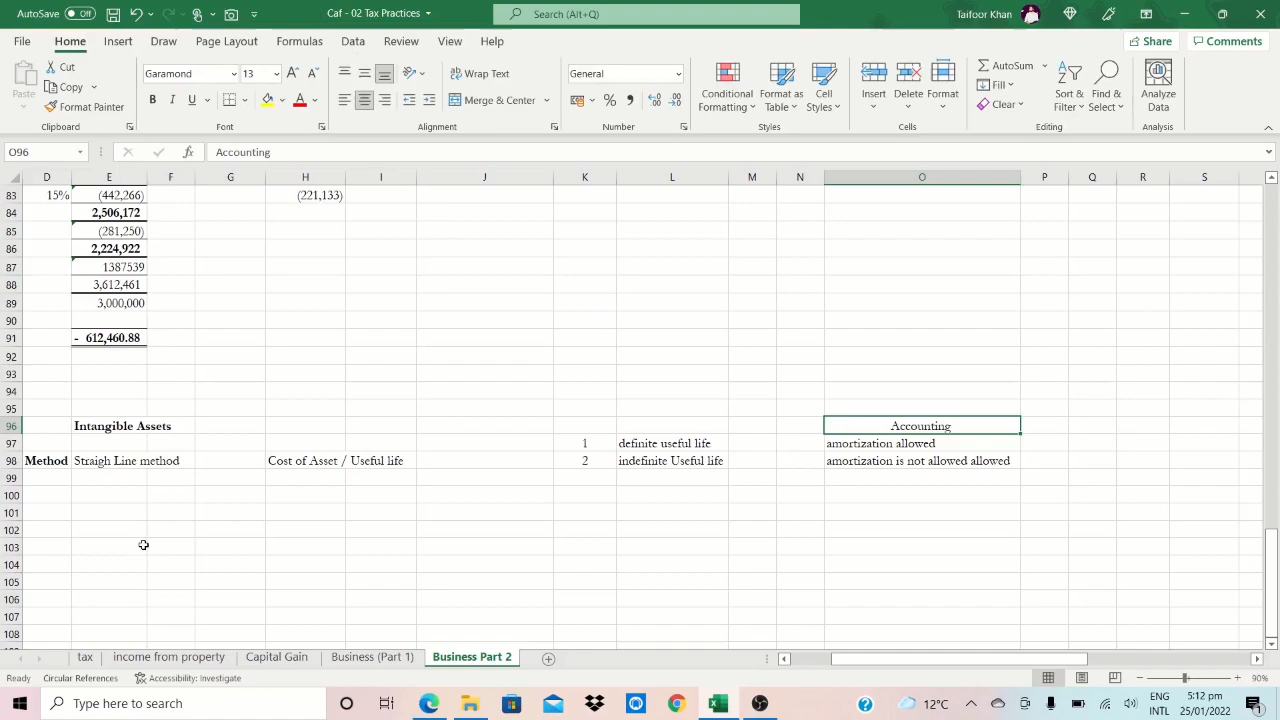 AutoSave Off Caf - 02 Tax Practices Search (Alt+Q) Taifoor Khan
File Home Insert Draw Page Layout Formulas Data Review View Help Share Comments
Paste Cut Copy Format Painter
Garamond 13 B I U A
Wrap Text Merge & Center
General % ,
Conditional Formatting Format as Table Cell Styles
Insert Delete Format
AutoSum Fill Clear Sort & Filter Find & Select
Analyze Data
Clipboard Font Alignment Number Styles Cells Editing Analysis
O96 fx Accounting
D E F G H I J K L M N O P Q R S
83 15% (442,266) (221,133)
84 2,506,172
85 (281,250)
86 2,224,922
87 1387539
88 3,612,461
89 3,000,000
90
91 - 612,460.88
92
93
94
95
96 Intangible Assets Accounting
97 1 definite useful life amortization allowed
98 Method Straigh Line method Cost of Asset / Useful life 2 indefinite Useful life amortization is not allowed allowed
99
100
101
102
103
104
105
106
107
108
tax income from property Capital Gain Business (Part 1) Business Part 2
Ready Circular References Accessibility: Investigate 90%
Type here to search 12°C ENG INTL 5:12 pm 25/01/2022 1